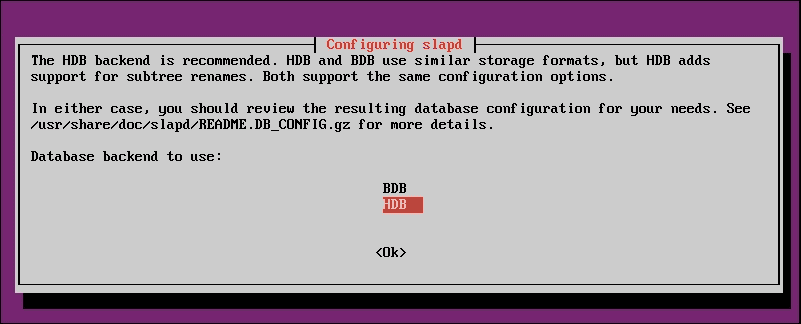 Configuring slapd
The HDB backend is recommended. HDB and BDB use similar storage formats, but HDB adds
support for subtree renames. Both support the same configuration options.
In either case, you should review the resulting database configuration for your needs. See
/usr/share/doc/slapd/README.DB_CONFIG.gz for more details.
Database backend to use:
BDB
HDB
<Ok>